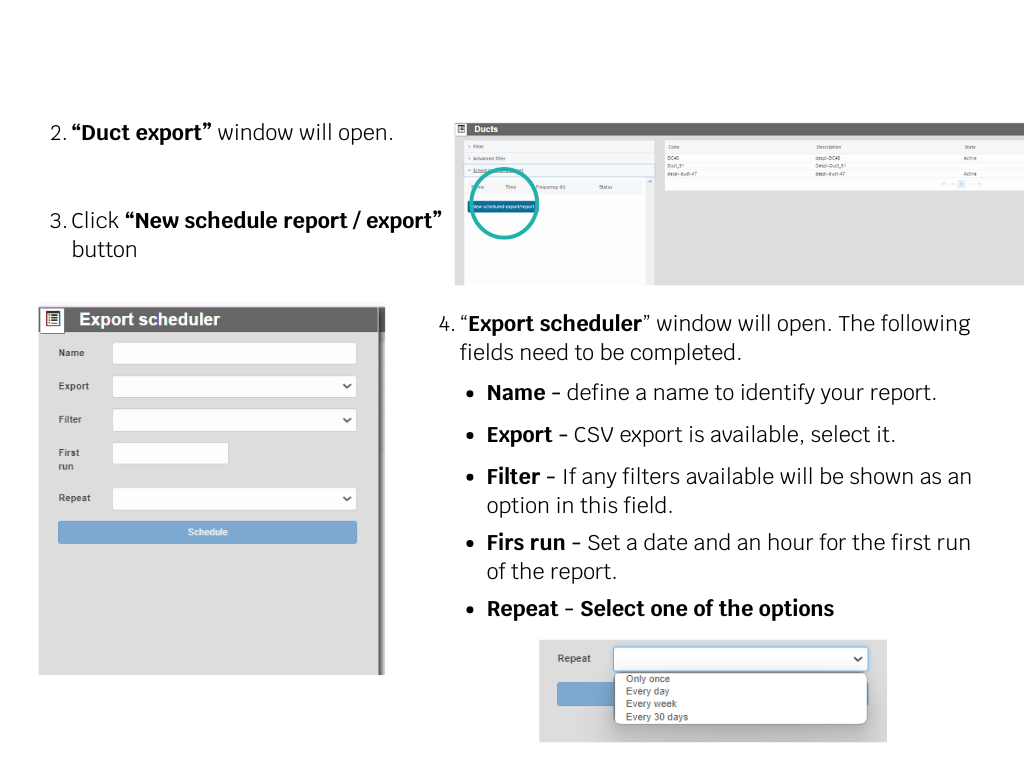 2. “Duct export” window will open.
3. Click “New schedule report / export”
button
Ducts
Filter
Advanced filter
Time
Frequency (h)
Status
New scheduled export/report
Code Description State
DC48 despl-DC48 Active
Duct_51 Despl-Duct_51
despl-duct-47 despl-duct-47 Active
Export scheduler
Name
Export
Filter
First
run
Repeat
Schedule
4. “Export scheduler” window will open. The following
fields need to be completed.
• Name - define a name to identify your report.
• Export - CSV export is available, select it.
• Filter - If any filters available will be shown as an
option in this field.
• Firs run - Set a date and an hour for the first run
of the report.
• Repeat - Select one of the options
Repeat
Only once
Every day
Every week
Every 30 days